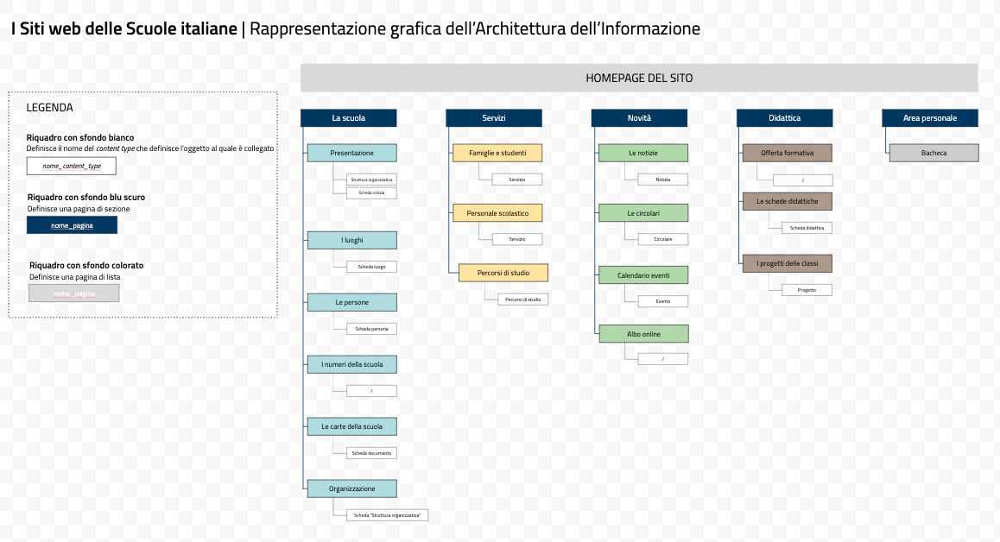 I Siti web delle Scuole italiane | Rappresentazione grafica dell'Architettura dell'Informazione
HOMEPAGE DEL SITO
LEGENDA
Riquadro con sfondo bianco
Definisce il nome del content type che definisce l'oggetto al quale è collegato
nome_content_type
Riquadro con sfondo blu scuro
Definisce una pagina di sezione
nome_pagina
Riquadro con sfondo colorato
Definisce una pagina di lista
nome_pagina
La scuola
Presentazione
Struttura organizzativa
Scheda notizia
I luoghi
Scheda luogo
Le persone
Scheda persona
I numeri della scuola
/
Le carte della scuola
Scheda documento
Organizzazione
Scheda "Struttura organizzativa"
Servizi
Famiglie e studenti
Servizio
Personale scolastico
Servizio
Percorsi di studio
Percorsi di studio
Novità
Le notizie
Notizia
Le circolari
Circolare
Calendario eventi
Evento
Albo online
/
Didattica
Offerta formativa
/
Le schede didattiche
Scheda didattica
I progetti delle classi
Progetto
Area personale
Bacheca